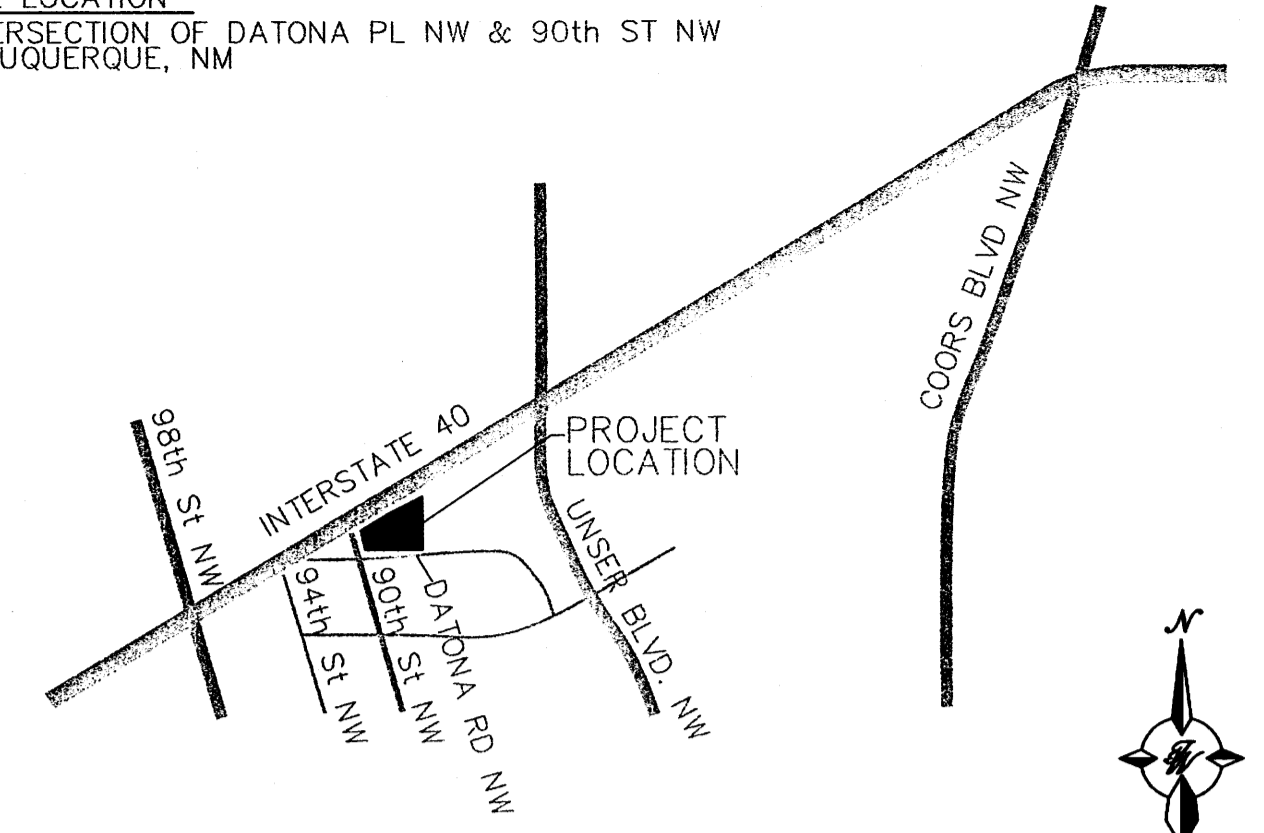 LOCATION
ERSECTION OF DATONA PL NW & 90th ST NW
UQUERQUE, NM
COORS BLVD NW
INTERSTATE 40
PROJECT
LOCATION
98th St NW
UNSER BLVD. NW
94th St NW
90th St NW
DATONA RD NW
N